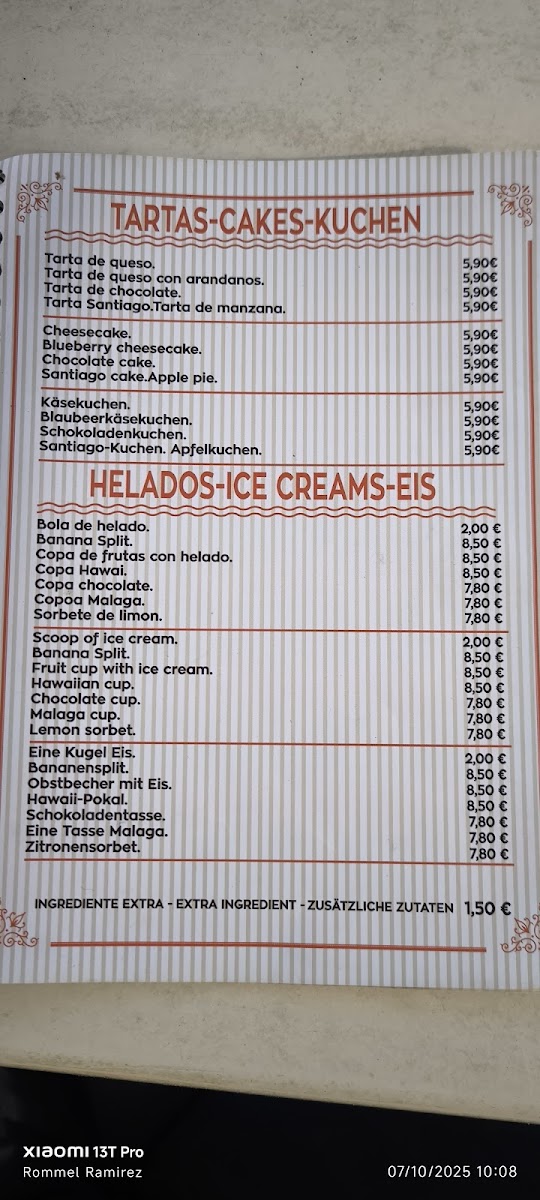 TARTAS-CAKES-KUCHEN
Tarta de queso. 5,90€
Tarta de queso con arandanos. 5,90€
Tarta de chocolate. 5,90€
Tarta Santiago.Tarta de manzana. 5,90€
Cheesecake. 5,90€
Blueberry cheesecake. 5,90€
Chocolate cake. 5,90€
Santiago cake.Apple pie. 5,90€
Käsekuchen. 5,90€
Blaubeerkäsekuchen. 5,90€
Schokoladenkuchen. 5,90€
Santiago-Kuchen. Apfelkuchen. 5,90€
HELADOS-ICE CREAMS-EIS
Bola de helado. 2,00 €
Banana Split. 8,50 €
Copa de frutas con helado. 8,50 €
Copa Hawai. 8,50 €
Copa chocolate. 7,80 €
Copoa Malaga. 7,80 €
Sorbete de limon. 7,80 €
Scoop of ice cream. 2,00 €
Banana Split. 8,50 €
Fruit cup with ice cream. 8,50 €
Hawaiian cup. 8,50 €
Chocolate cup. 7,80 €
Malaga cup. 7,80 €
Lemon sorbet. 7,80 €
Eine Kugel Eis. 2,00 €
Bananensplit. 8,50 €
Obstbecher mit Eis. 8,50 €
Hawaii-Pokal. 8,50 €
Schokoladentasse. 7,80 €
Eine Tasse Malaga. 7,80 €
Zitronensorbet. 7,80 €
INGREDIENTE EXTRA - EXTRA INGREDIENT - ZUSÄTZLICHE ZUTATEN 1,50 €
xiaomi 13T Pro
Rommel Ramirez 07/10/2025 10:08